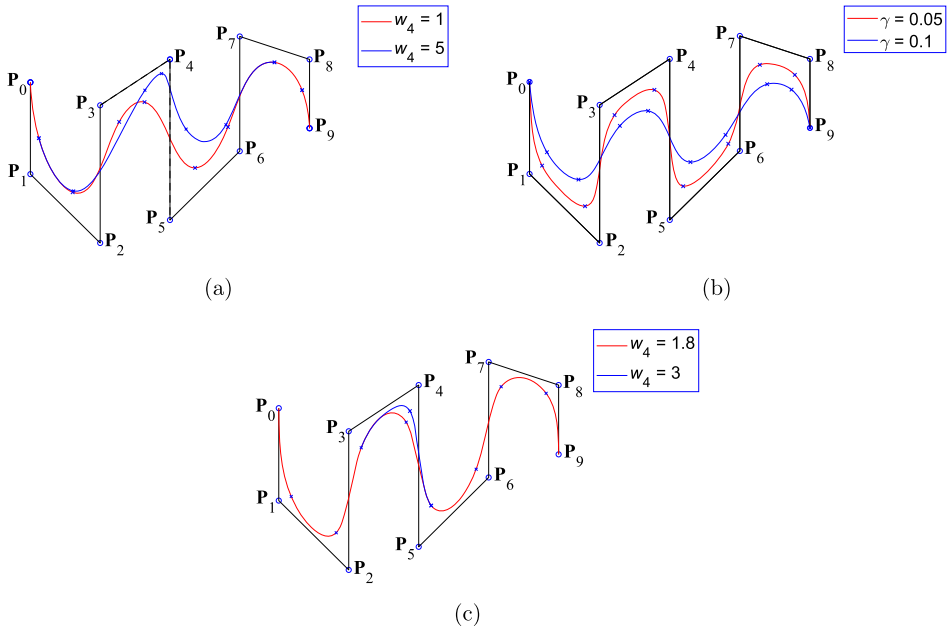 w4 = 1
w4 = 5
P0
P1
P2
P3
P4
P5
P6
P7
P8
P9
(a)
γ = 0.05
γ = 0.1
P0
P1
P2
P3
P4
P5
P6
P7
P8
P9
(b)
w4 = 1.8
w4 = 3
P0
P1
P2
P3
P4
P5
P6
P7
P8
P9
(c)